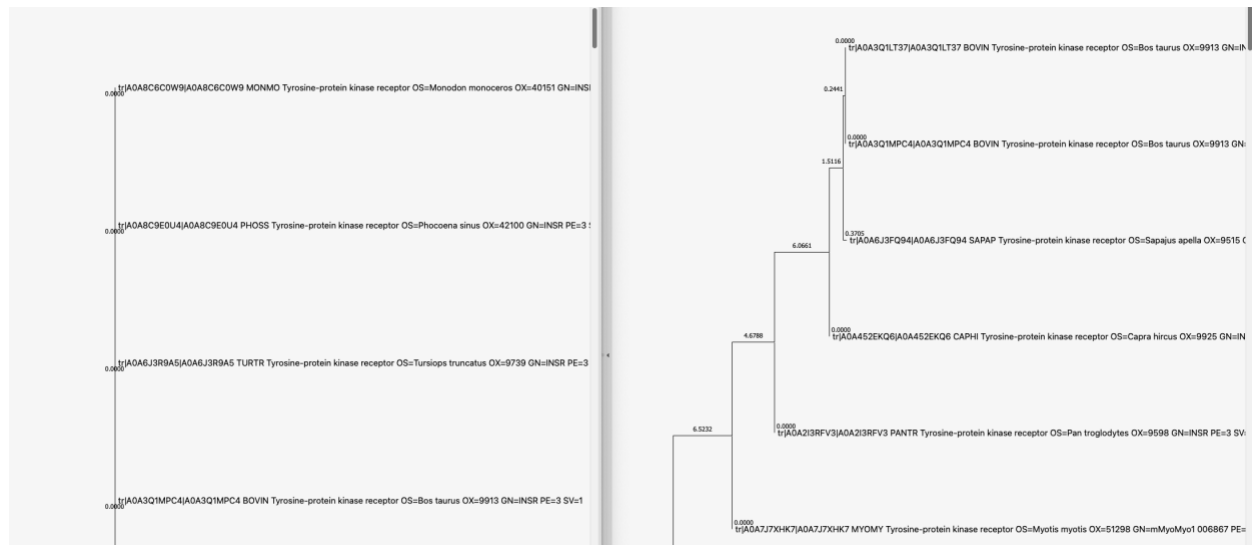 tr|A0A8C6C0W9|A0A8C6C0W9 MONMO Tyrosine-protein kinase receptor OS=Monodon monoceros OX=40151 GN=INSI
0.0000
tr|A0A8C9E0U4|A0A8C9E0U4 PHOSS Tyrosine-protein kinase receptor OS=Phocoena sinus OX=42100 GN=INSR PE=3
0.0000
tr|A0A6J3R9A5|A0A6J3R9A5 TURTR Tyrosine-protein kinase receptor OS=Tursiops truncatus OX=9739 GN=INSR PE=3
0.0000
tr|A0A3Q1MPC4|A0A3Q1MPC4 BOVIN Tyrosine-protein kinase receptor OS=Bos taurus OX=9913 GN=INSR PE=3 SV=1
0.0000
0.0000
tr|A0A3Q1LT37|A0A3Q1LT37 BOVIN Tyrosine-protein kinase receptor OS=Bos taurus OX=9913 GN=IN
0.2441
0.0000
tr|A0A3Q1MPC4|A0A3Q1MPC4 BOVIN Tyrosine-protein kinase receptor OS=Bos taurus OX=9913 GN=
1.5116
0.3705
tr|A0A6J3FQ94|A0A6J3FQ94 SAPAP Tyrosine-protein kinase receptor OS=Sapajus apella OX=9515
6.0661
0.0000
tr|A0A452EKQ6|A0A452EKQ6 CAPHI Tyrosine-protein kinase receptor OS=Capra hircus OX=9925 GN=IN
4.6788
0.0000
tr|A0A2I3RFV3|A0A2I3RFV3 PANTR Tyrosine-protein kinase receptor OS=Pan troglodytes OX=9598 GN=INSR PE=3 SV
6.5232
0.0000
tr|A0A7J7XHK7|A0A7J7XHK7 MYOMY Tyrosine-protein kinase receptor OS=Myotis myotis OX=51298 GN=mMyoMyo1 006867 PE=